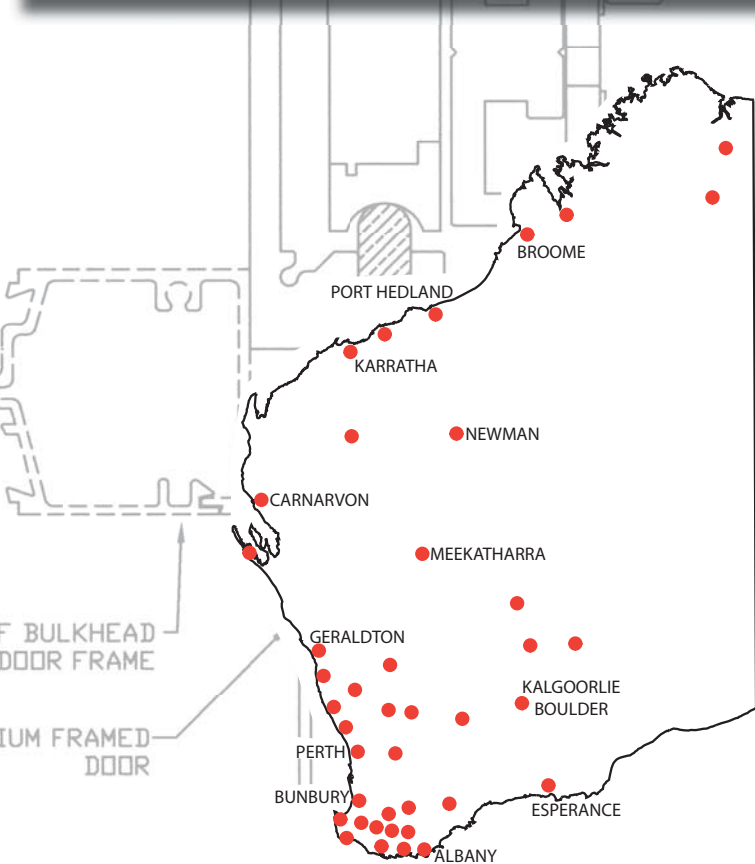 BROOME
PORT HEDLAND
KARRATHA
NEWMAN
CARNARVON
MEEKATHARRA
F BULKHEAD
DOOR FRAME
GERALDTON
KALGOORLIE
BOULDER
IUM FRAMED
DOOR
PERTH
BUNBURY
ESPERANCE
ALBANY